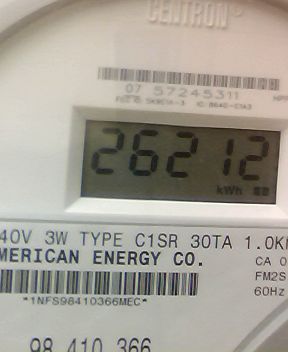 CENTRON
07 57245311
26212
kWh
40V 3W TYPE C1SR 30TA 1.0K
MERICAN ENERGY CO.
CA 0
FM2S
60Hz
*1NFS98410366MEC*
98 410 366